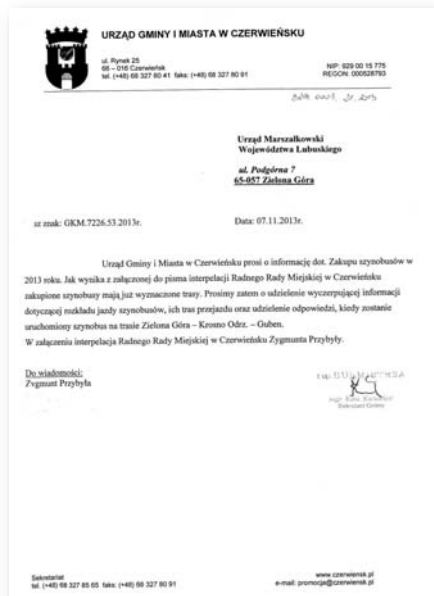 URZĄD GMINY I MIASTA W CZERWIEŃSKU
ul. Rynek 25
66 – 016 Czerwieńsk
tel. (+48) 68 327 80 41 faks: (+48) 68 327 80 91
NIP: 929 00 15 775
REGON: 000528793
Urząd Marszałkowski
Województwa Lubuskiego
ul. Podgórna 7
65-057 Zielona Góra
sz znak: GKM.7226.53.2013r.
Data: 07.11.2013r.
Urząd Gminy i Miasta w Czerwieńsku prosi o informację dot. Zakupu szynobusów w
2013 roku. Jak wynika z załączonej do pisma interpelacji Radnego Rady Miejskiej w Czerwieńsku
zakupione szynobusy mają już wyznaczone trasy. Prosimy zatem o udzielenie wyczerpującej informacji
dotyczącej rozkładu jazdy szynobusów, ich tras przejazdu oraz udzielenie odpowiedzi, kiedy zostanie
uruchomiony szynobus na trasie Zielona Góra – Krosno Odrz. – Guben.
W załączeniu interpelacja Radnego Rady Miejskiej w Czerwieńsku Zygmunta Przybyły.
Do wiadomości:
Zygmunt Przybyła
Sekretarz Gminy
Sekretariat
tel. (+48) 68 327 85 65 faks: (+48) 68 327 80 91
www.czerwiensk.pl
e-mail: promocja@czerwiensk.pl